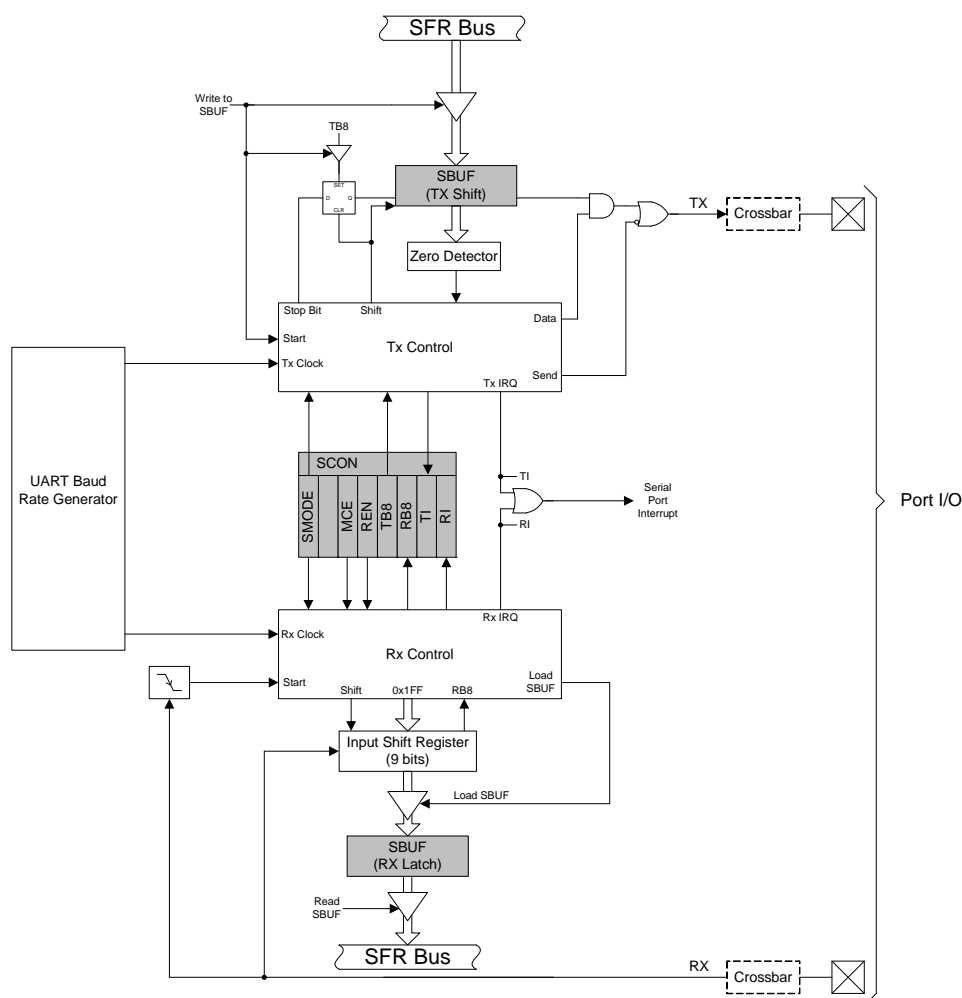 SFR Bus
Write to
SBUF
TB8
SET
D Q
CLR
SBUF
(TX Shift)
TX
Crossbar
Zero Detector
Stop Bit
Shift
Data
Start
Tx Control
Tx Clock
Send
Tx IRQ
UART Baud
Rate Generator
SCON
SMODE
MCE
REN
TB8
RB8
TI
RI
TI
RI
Serial
Port
Interrupt
Port I/O
Rx IRQ
Rx Clock
Rx Control
Start
Load
SBUF
Shift
0x1FF
RB8
Input Shift Register
(9 bits)
Load SBUF
SBUF
(RX Latch)
Read
SBUF
SFR Bus
RX
Crossbar